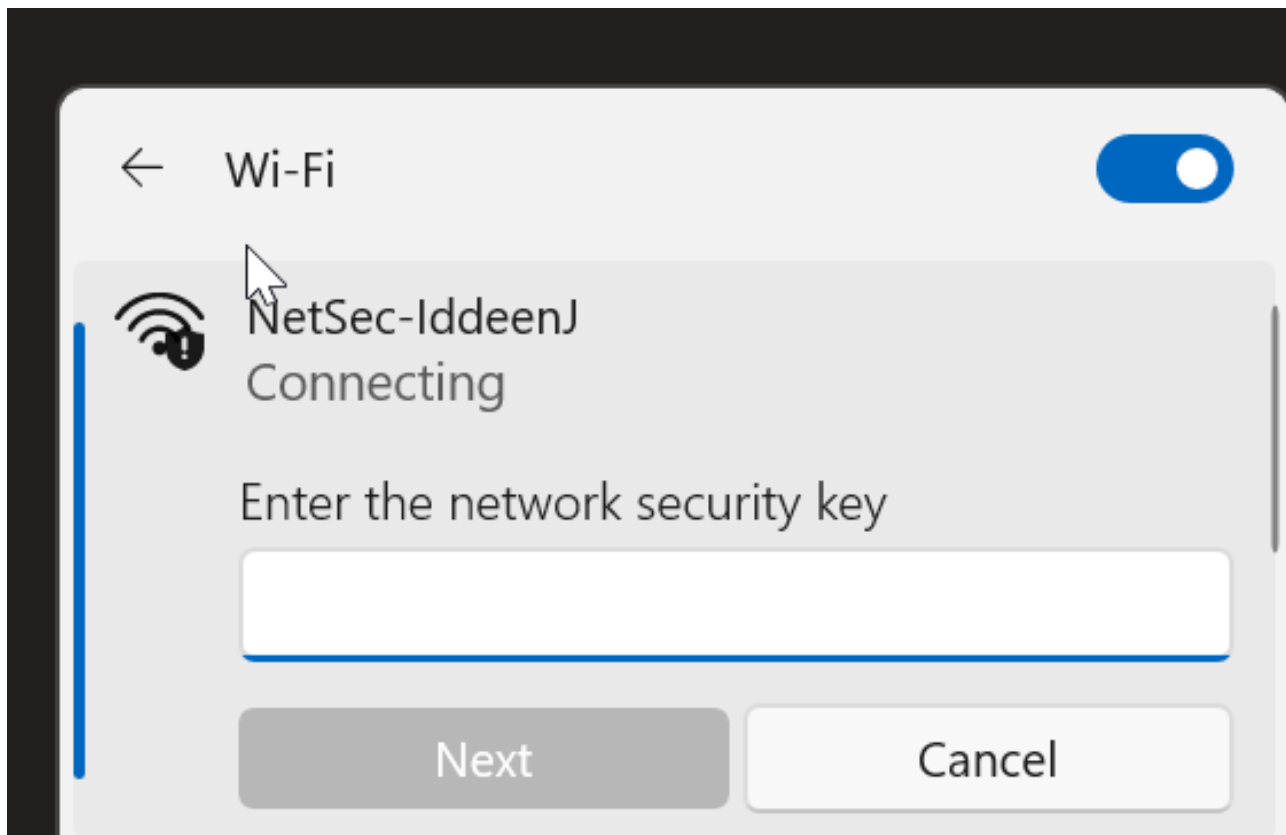 Wi-Fi
NetSec-IddeenJ
Connecting
Enter the network security key
Next
Cancel